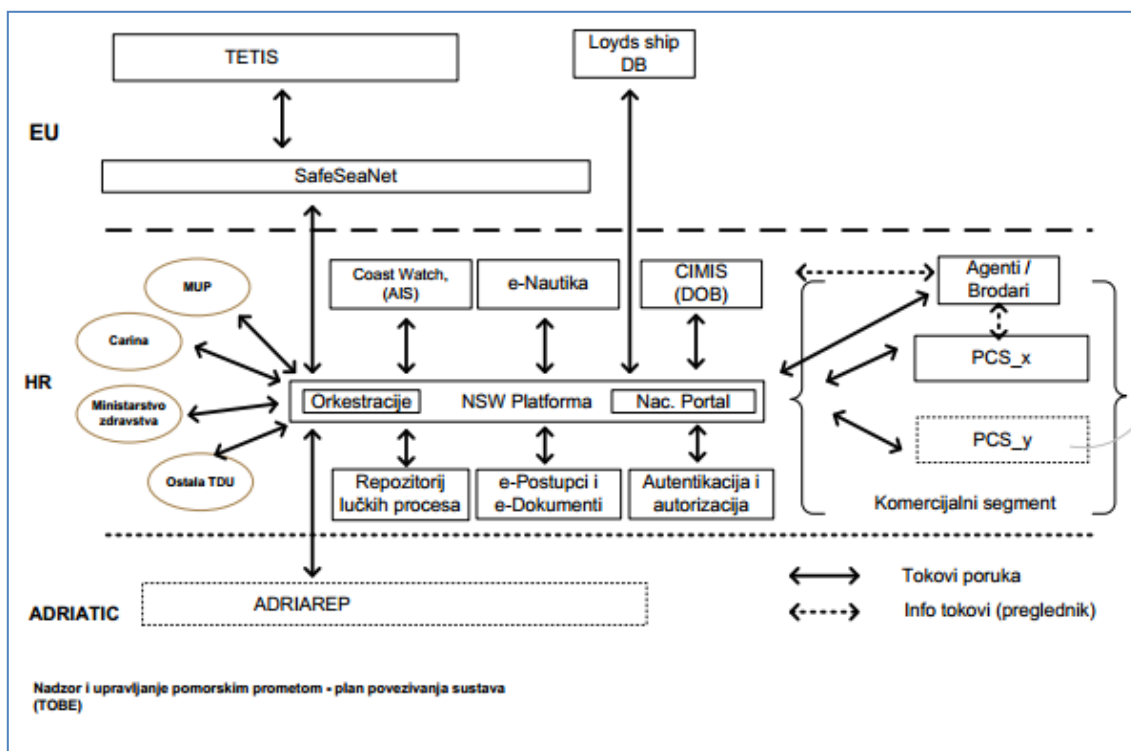 TETIS
Loyds ship
DB
EU
SafeSeaNet
MUP
Coast Watch,
(AIS)
e-Nautika
CIMIS
(DOB)
Agenti /
Brodari
Carina
PCS_x
HR
Ministarstvo
zdravstva
Orkestracije
NSW Platforma
Nac. Portal
PCS_y
Ostala TDU
Repozitorij
lučkih procesa
e-Postupci i
e-Dokumenti
Autentikacija i
autorizacija
Komercijalni segment
ADRIATIC
ADRIAREP
Tokovi poruka
Info tokovi (preglednik)
Nadzor i upravljanje pomorskim prometom - plan povezivanja sustava
(TOBE)